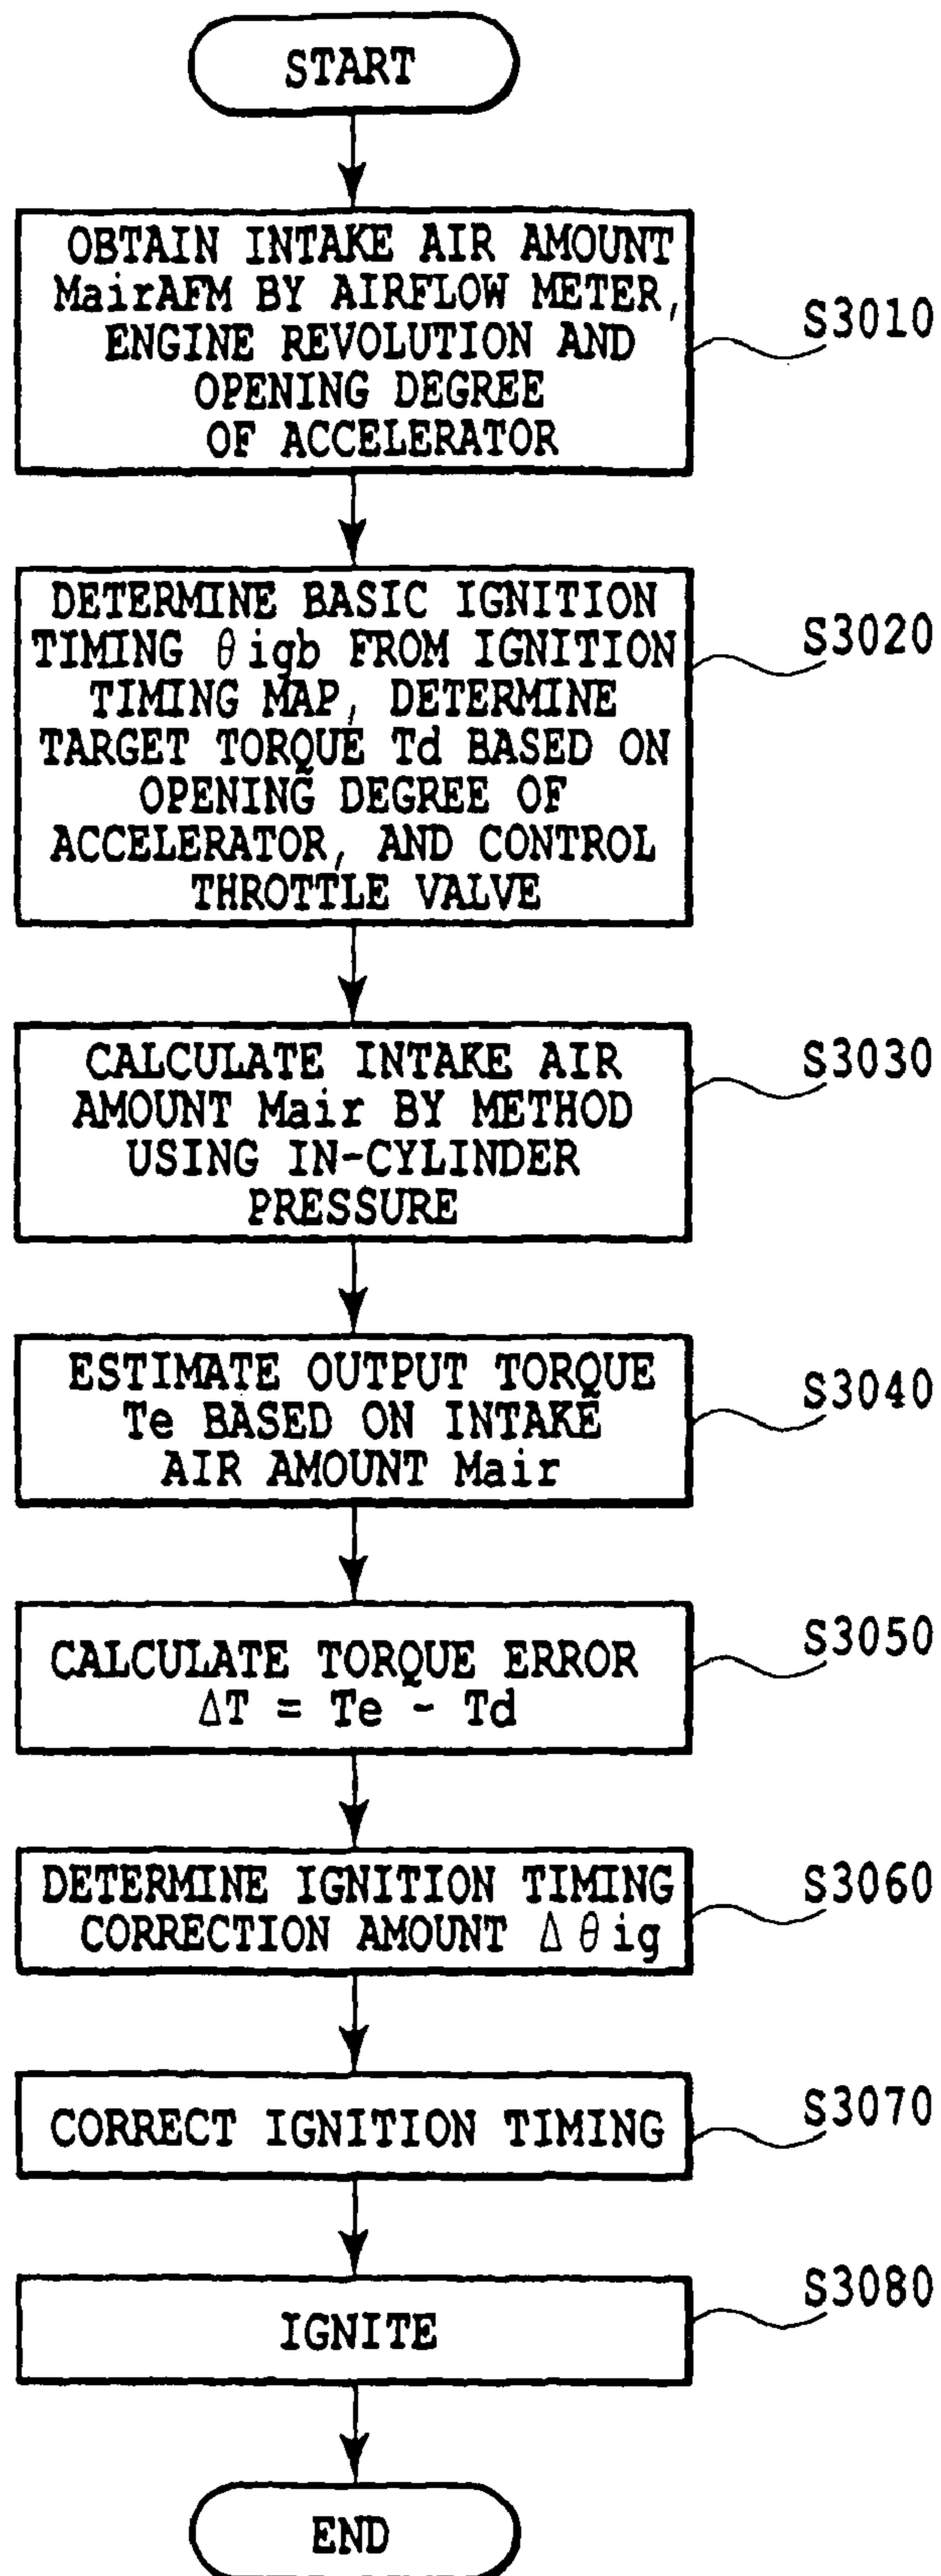 START
OBTAIN INTAKE AIR AMOUNT
MairAFM BY AIRFLOW METER,
ENGINE REVOLUTION AND
OPENING DEGREE
OF ACCELERATOR
S3010
DETERMINE BASIC IGNITION
TIMING θigb FROM IGNITION
TIMING MAP, DETERMINE
TARGET TORQUE Td BASED ON
OPENING DEGREE OF
ACCELERATOR, AND CONTROL
THROTTLE VALVE
S3020
CALCULATE INTAKE AIR
AMOUNT Mair BY METHOD
USING IN-CYLINDER
PRESSURE
S3030
ESTIMATE OUTPUT TORQUE
Te BASED ON INTAKE
AIR AMOUNT Mair
S3040
CALCULATE TORQUE ERROR
ΔT = Te - Td
S3050
DETERMINE IGNITION TIMING
CORRECTION AMOUNT Δθig
S3060
CORRECT IGNITION TIMING
S3070
IGNITE
S3080
END